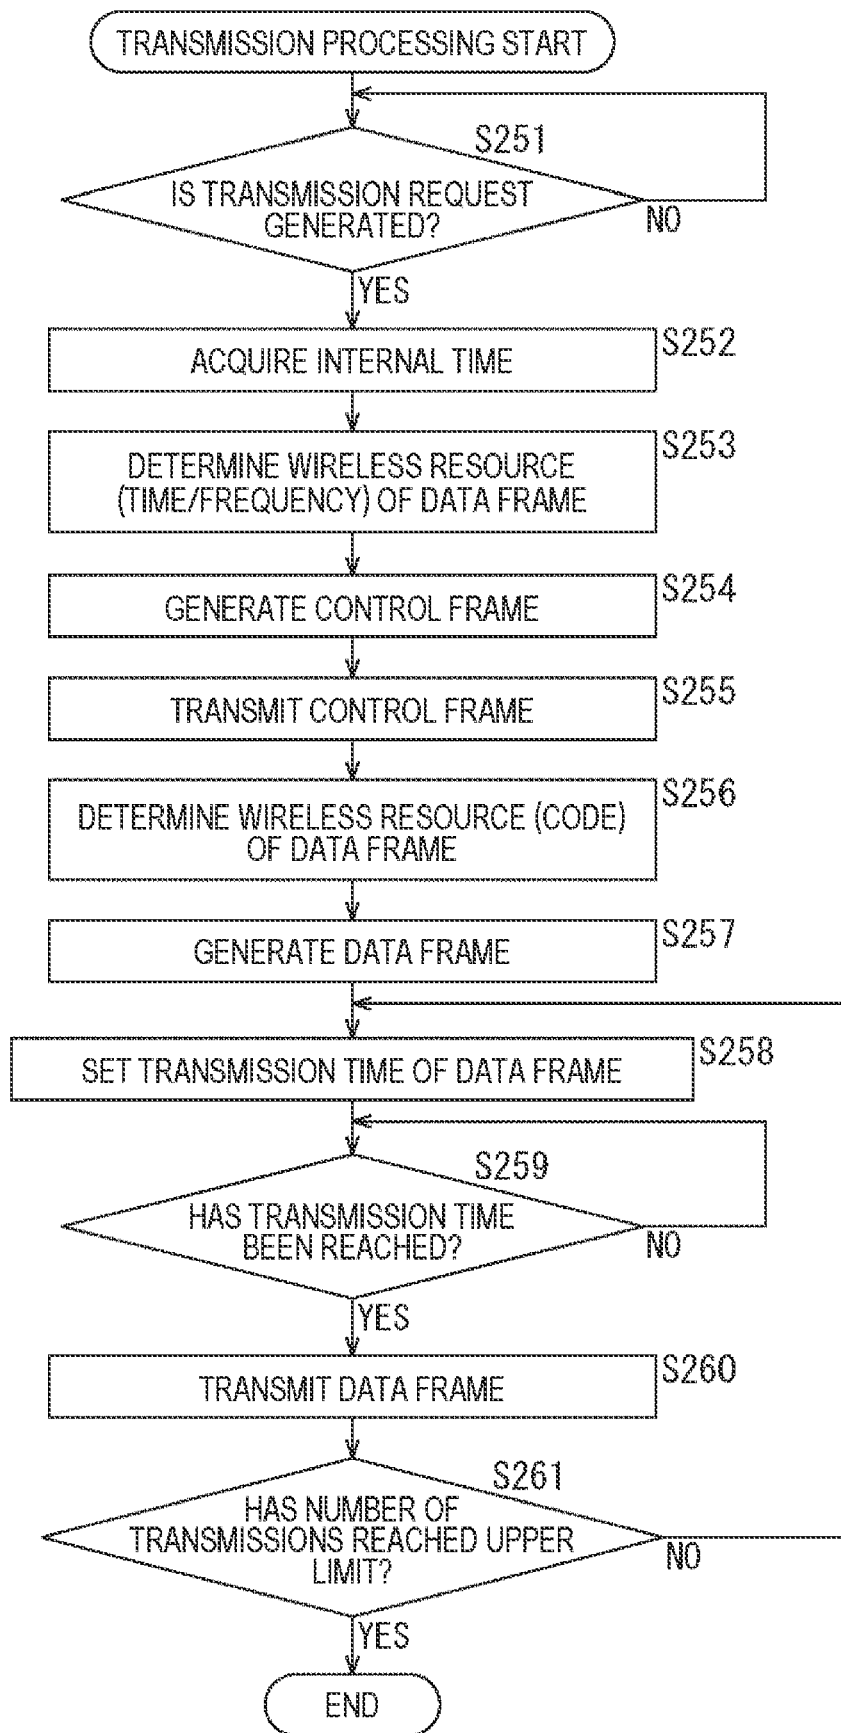 TRANSMISSION PROCESSING START
S251
IS TRANSMISSION REQUEST
GENERATED?
NO
YES
S252
ACQUIRE INTERNAL TIME
S253
DETERMINE WIRELESS RESOURCE
(TIME/FREQUENCY) OF DATA FRAME
S254
GENERATE CONTROL FRAME
S255
TRANSMIT CONTROL FRAME
S256
DETERMINE WIRELESS RESOURCE (CODE)
OF DATA FRAME
S257
GENERATE DATA FRAME
S258
SET TRANSMISSION TIME OF DATA FRAME
S259
HAS TRANSMISSION TIME
BEEN REACHED?
NO
YES
S260
TRANSMIT DATA FRAME
S261
HAS NUMBER OF
TRANSMISSIONS REACHED UPPER
LIMIT?
NO
YES
END